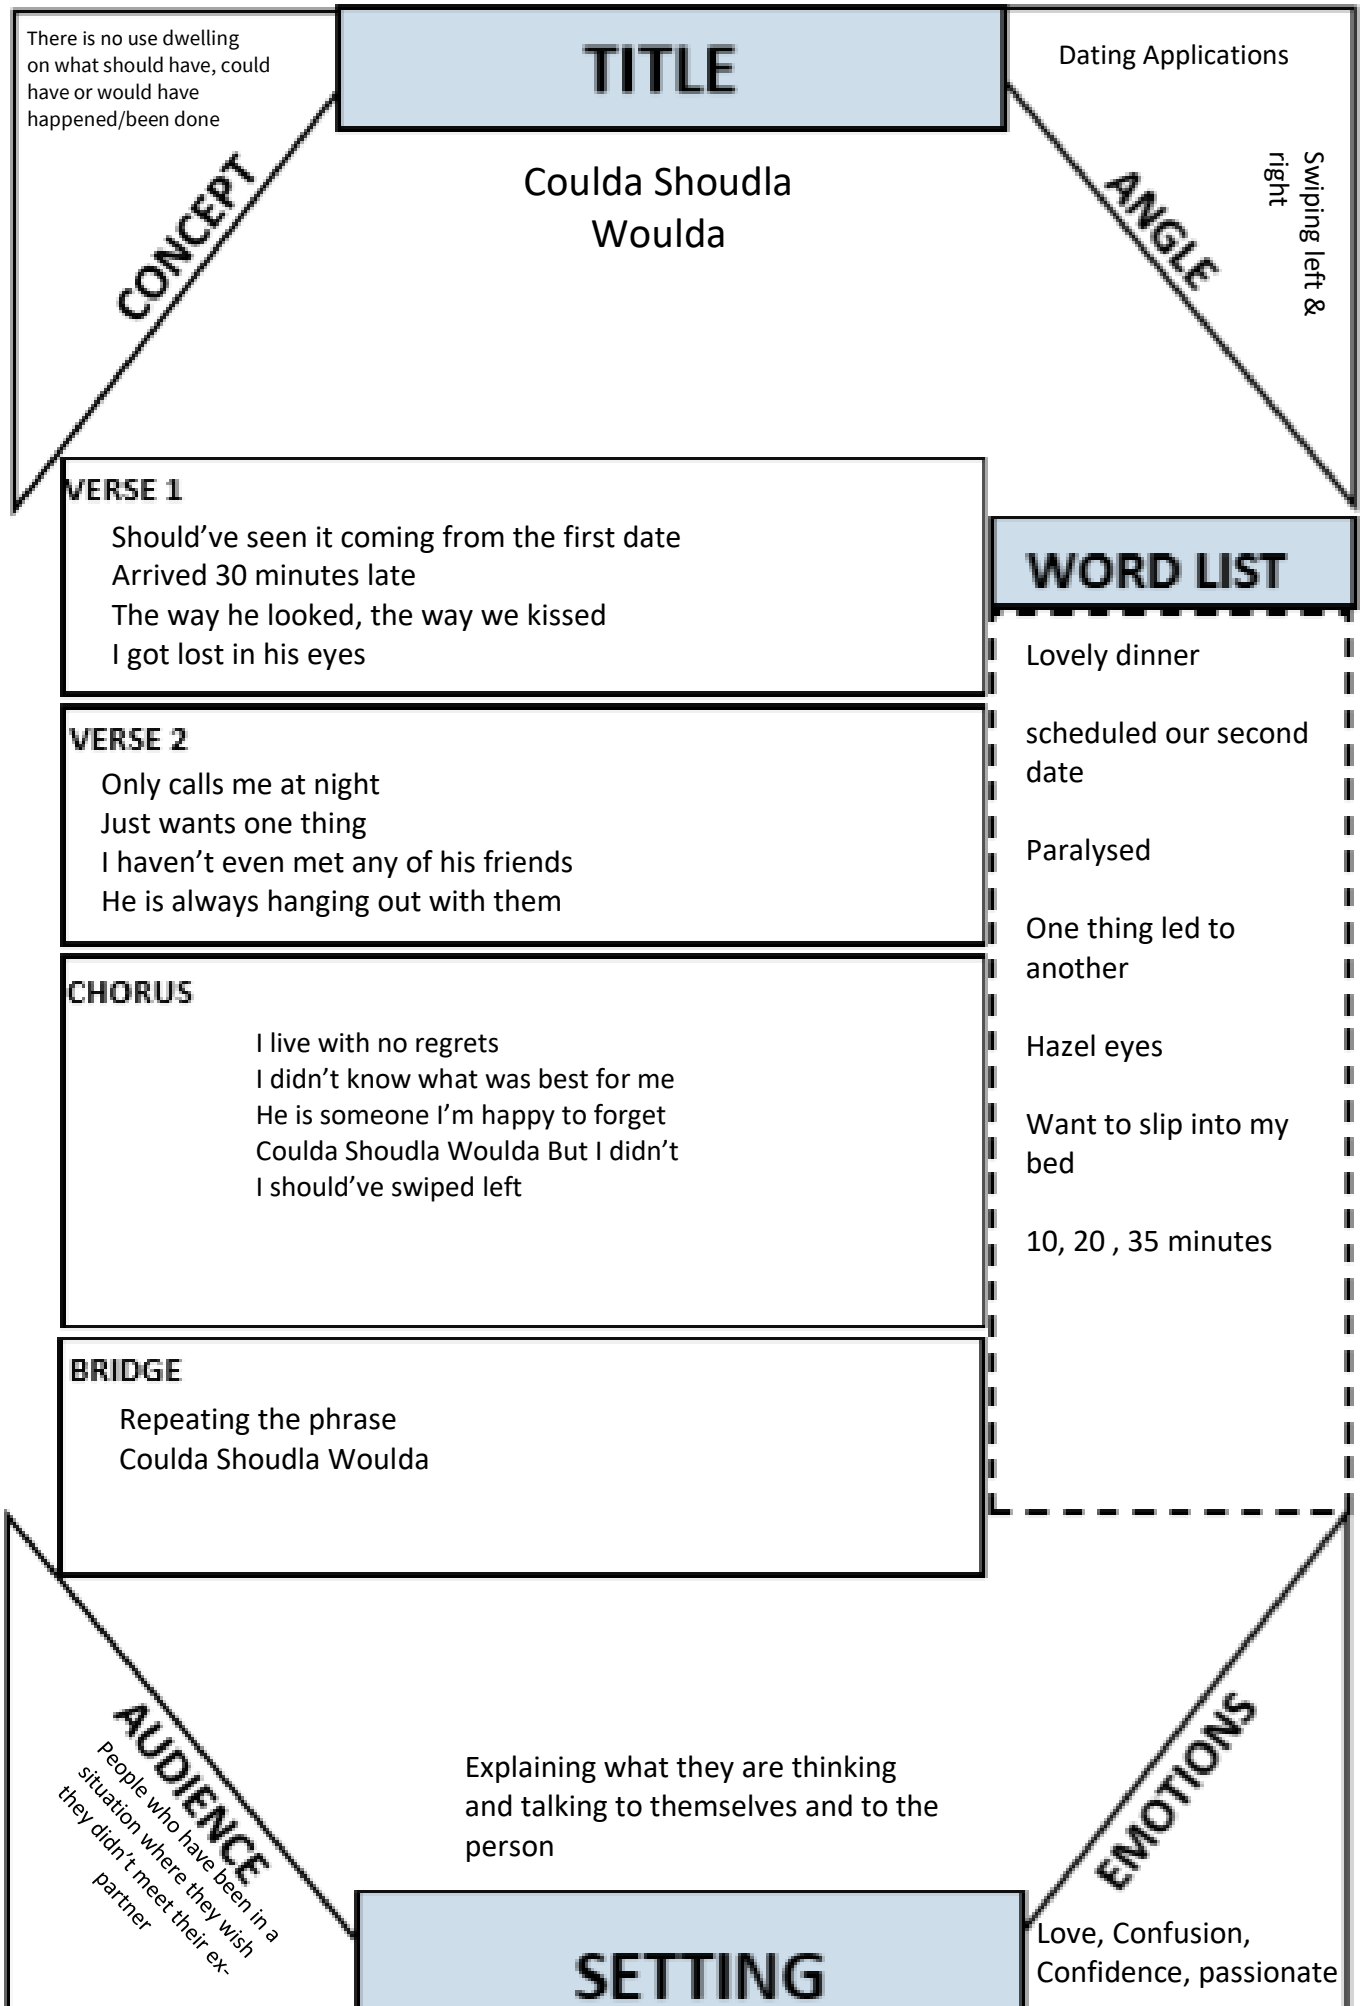 There is no use dwelling
on what should have, could
have or would have
happened/been done
CONCEPT
TITLE
Coulda Shoudla
Woulda
Dating Applications
Swiping left &
right
ANGLE
VERSE 1
Should’ve seen it coming from the first date
Arrived 30 minutes late
The way he looked, the way we kissed
I got lost in his eyes
VERSE 2
Only calls me at night
Just wants one thing
I haven’t even met any of his friends
He is always hanging out with them
CHORUS
I live with no regrets
I didn’t know what was best for me
He is someone I’m happy to forget
Coulda Shoudla Woulda But I didn’t
I should’ve swiped left
BRIDGE
Repeating the phrase
Coulda Shoudla Woulda
WORD LIST
Lovely dinner
scheduled our second
date
Paralysed
One thing led to
another
Hazel eyes
Want to slip into my
bed
10, 20 , 35 minutes
AUDIENCE
People who have been in a
situation where they wish
they didn’t meet their ex-
partner
Explaining what they are thinking
and talking to themselves and to the
person
SETTING
EMOTIONS
Love, Confusion,
Confidence, passionate